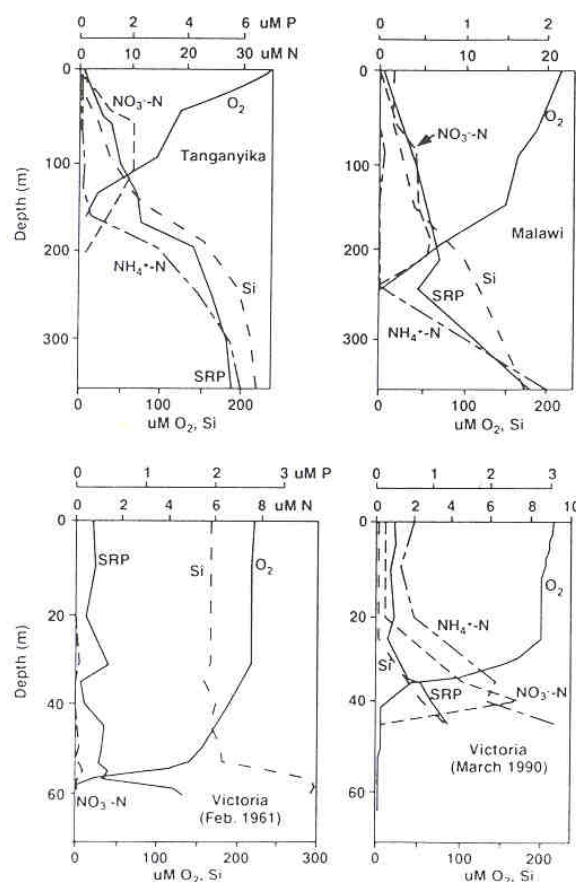 0 2 4 6 uM P
0 10 20 30 uM N
0
100
200
300
Depth (m)
NO₃⁻-N
O₂
Tanganyika
NH₄⁺-N
Si
SRP
0 100 200
uM O₂, Si
0 1 2
0 7 14 20
0
100
200
300
O₂
NO₃⁻-N
Malawi
Si
SRP
NH₄⁺-N
0 100 200
uM O₂, Si
0 1 2 3 uM P
0 2 4 6 8 uM N
0
20
40
60
Depth (m)
SRP
Si
O₂
NO₃⁻-N
Victoria
(Feb. 1961)
0 100 200 300
uM O₂, Si
0 1 2 3
0 2 4 6 8 10
0
20
40
60
O₂
NH₄⁺-N
Si
SRP
NO₃⁻-N
Victoria
(March 1990)
0 100 200
uM O₂, Si